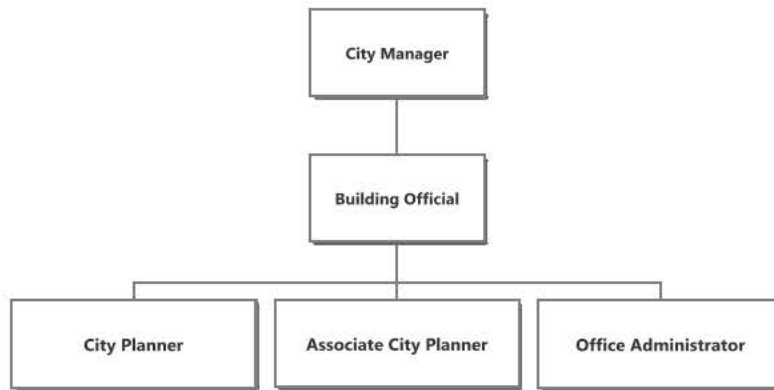 City Manager
Building Official
City Planner
Associate City Planner
Office Administrator